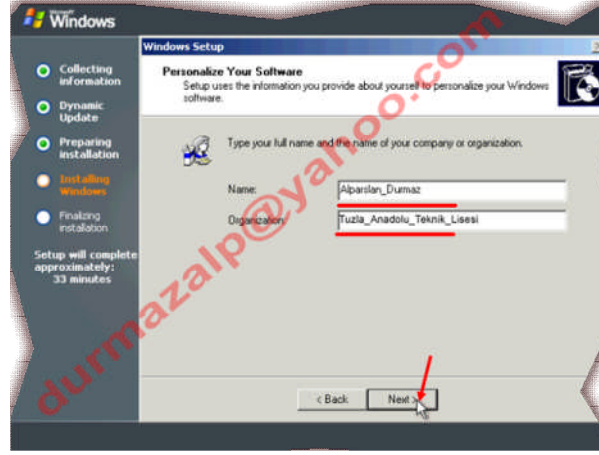 Microsoft
Windows
Collecting
information
Dynamic
Update
Preparing
installation
Installing
Windows
Finalizing
installation
Setup will complete
approximately:
33 minutes
Windows Setup
Personalize Your Software
Setup uses the information you provide about yourself to personalize your Windows
software.
Type your full name and the name of your company or organization.
Name:
Alparslan_Durmaz
Organization:
Tuzla_Anadolu_Teknik_Lisesi
< Back
Next >
durmazalp@yahoo.com